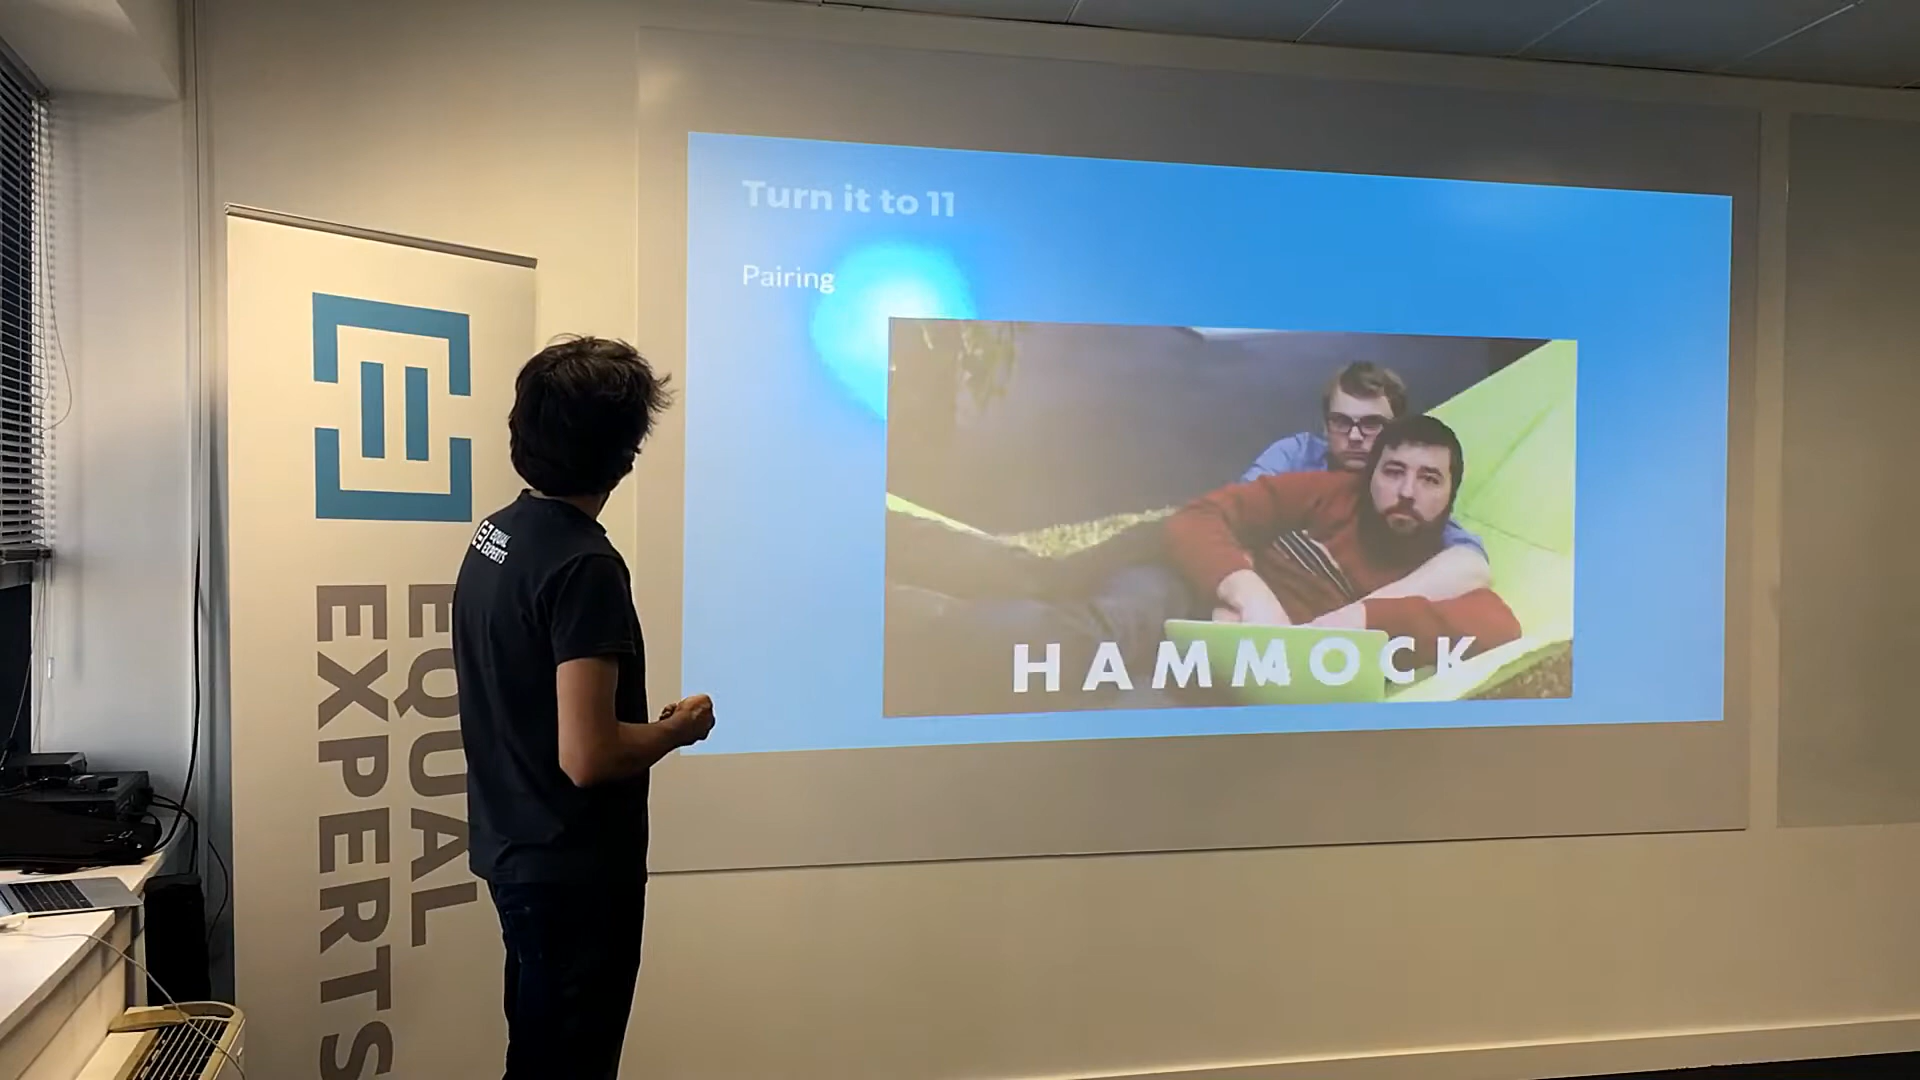 Turn it to 11
Pairing
HAMMOCK
EQUAL
EXPERTS
EQUAL
EXPERTS